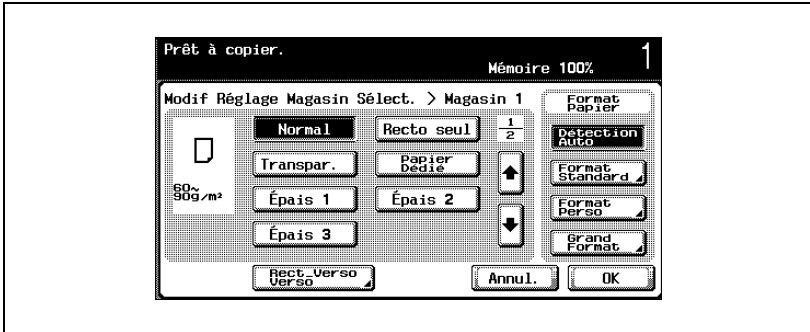 Prêt à copier.
1
Mémoire 100%
Modif Réglage Magasin Sélect. > Magasin 1
Format
Papier
Normal
Recto seul
1
2
Détection
Auto
Transpar.
Papier
Dédié
Format
Standard
60~
90g/m²
Épais 1
Épais 2
Format
Perso
Épais 3
Grand
Format
Rect_Verso
Verso
Annul.
OK